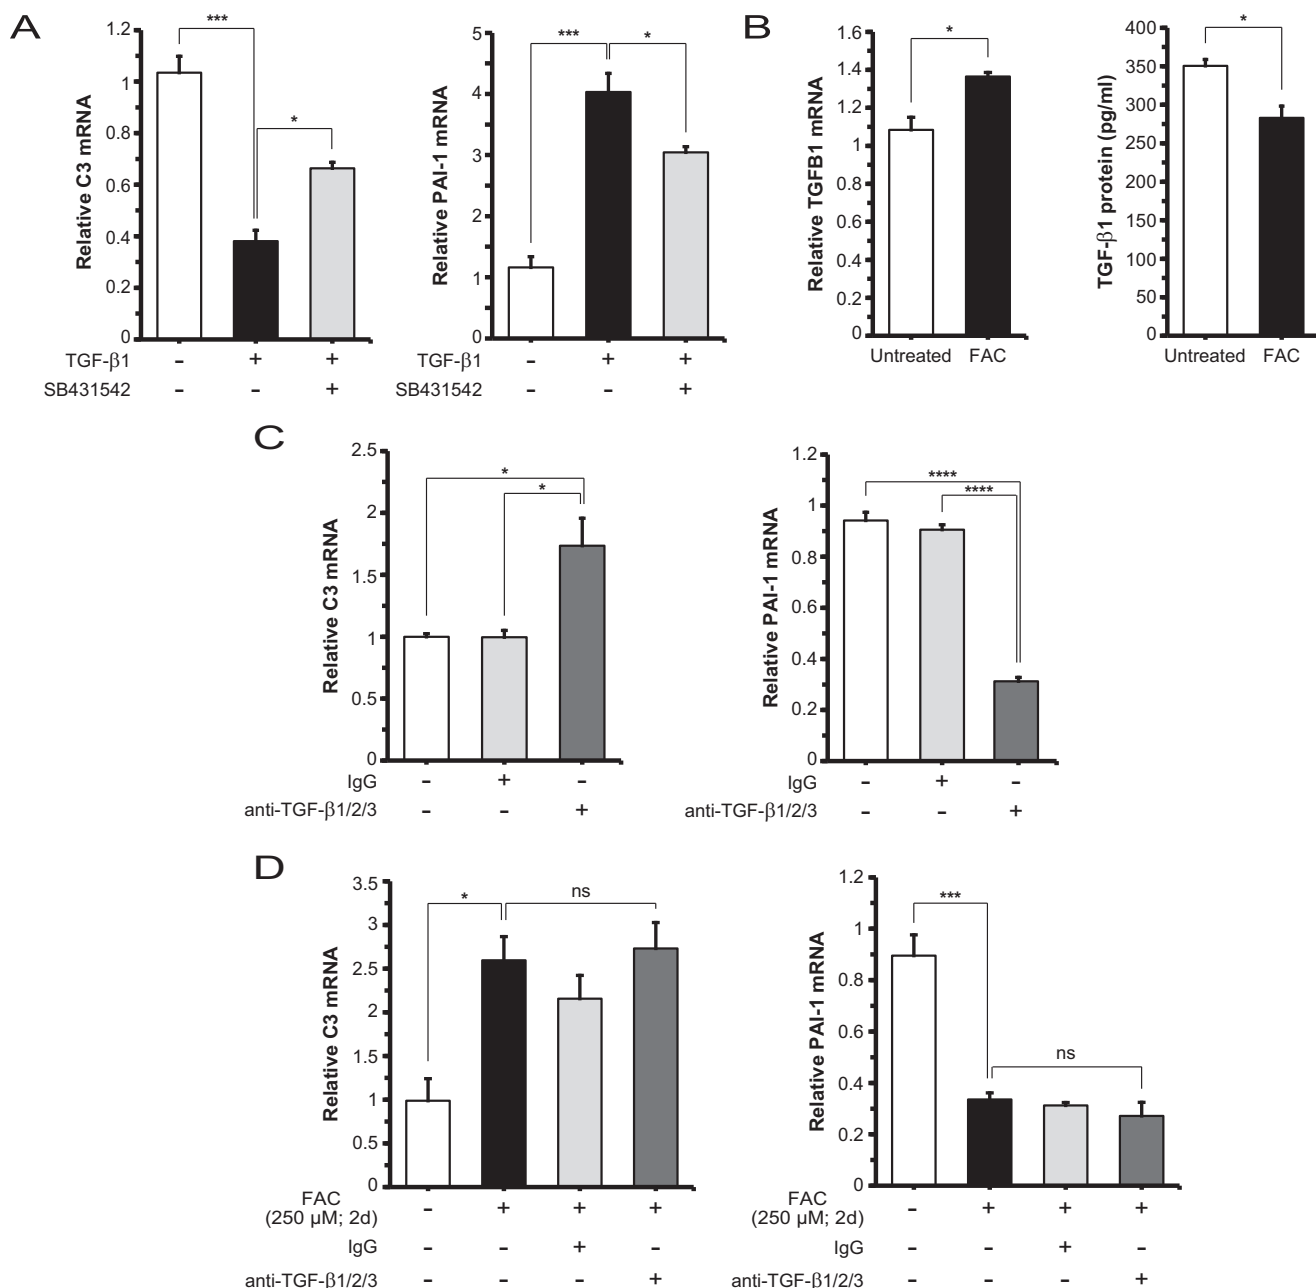 A
Relative C3 mRNA
1.2
1
0.8
0.6
0.4
0.2
0
***
*
TGF-β1 - + +
SB431542 - - +
Relative PAI-1 mRNA
5
4
3
2
1
0
***
*
TGF-β1 - + +
SB431542 - - +
B
Relative TGFB1 mRNA
1.6
1.4
1.2
1
1.6
0.6
0.4
0.2
0
*
Untreated FAC
TGF-β1 protein (pg/ml)
400
350
300
250
200
150
100
50
0
*
Untreated FAC
C
Relative C3 mRNA
2.5
2
1.5
1
0.5
0
*
*
IgG - + -
anti-TGF-β1/2/3 - - +
Relative PAI-1 mRNA
1.2
1
0.8
0.6
0.4
0.2
0
****
****
IgG - + -
anti-TGF-β1/2/3 - - +
D
Relative C3 mRNA
3.5
3
2.5
2
1.5
1
0.5
0
*
ns
FAC
(250 µM; 2d) - + + +
IgG - - + -
anti-TGF-β1/2/3 - - - +
Relative PAI-1 mRNA
1.2
1
0.8
0.6
0.4
0.2
0
***
ns
FAC
(250 µM; 2d) - + + +
IgG - - + -
anti-TGF-β1/2/3 - - - +